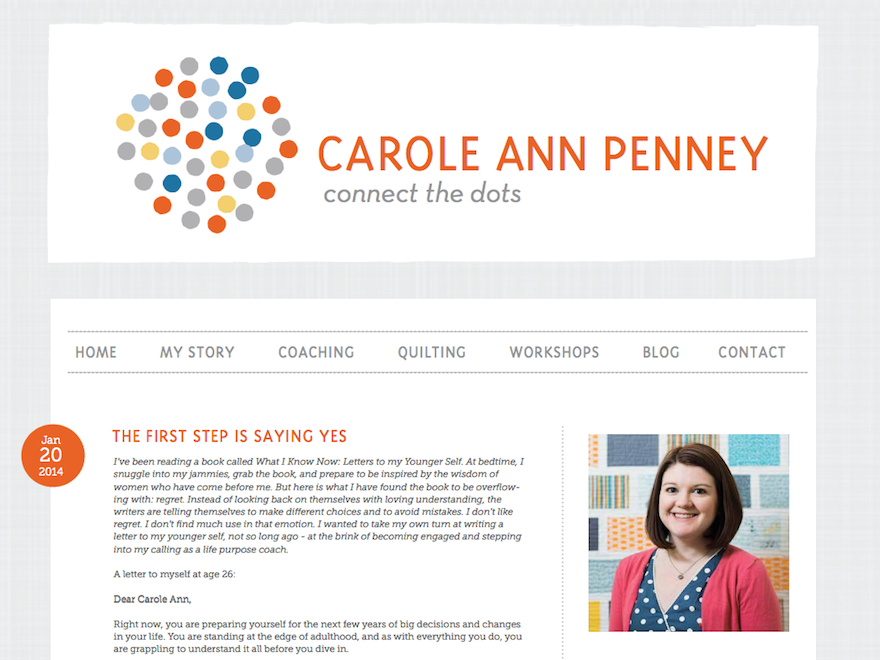 CAROLE ANN PENNEY
connect the dots
HOME MY STORY COACHING QUILTING WORKSHOPS BLOG CONTACT
Jan
20
2014
THE FIRST STEP IS SAYING YES
I've been reading a book called What I Know Now: Letters to my Younger Self. At bedtime, I
snuggle into my jammies, grab the book, and prepare to be inspired by the wisdom of
women who have come before me. But here is what I have found the book to be overflow-
ing with: regret. Instead of looking back on themselves with loving understanding, the
writers are telling themselves to make different choices and to avoid mistakes. I don't like
regret. I don't find much use in that emotion. I wanted to take my own turn at writing a
letter to my younger self, not so long ago - at the brink of becoming engaged and stepping
into my calling as a life purpose coach.
A letter to myself at age 26:
Dear Carole Ann,
Right now, you are preparing yourself for the next few years of big decisions and changes
in your life. You are standing at the edge of adulthood, and as with everything you do, you
are grappling to understand it all before you dive in.